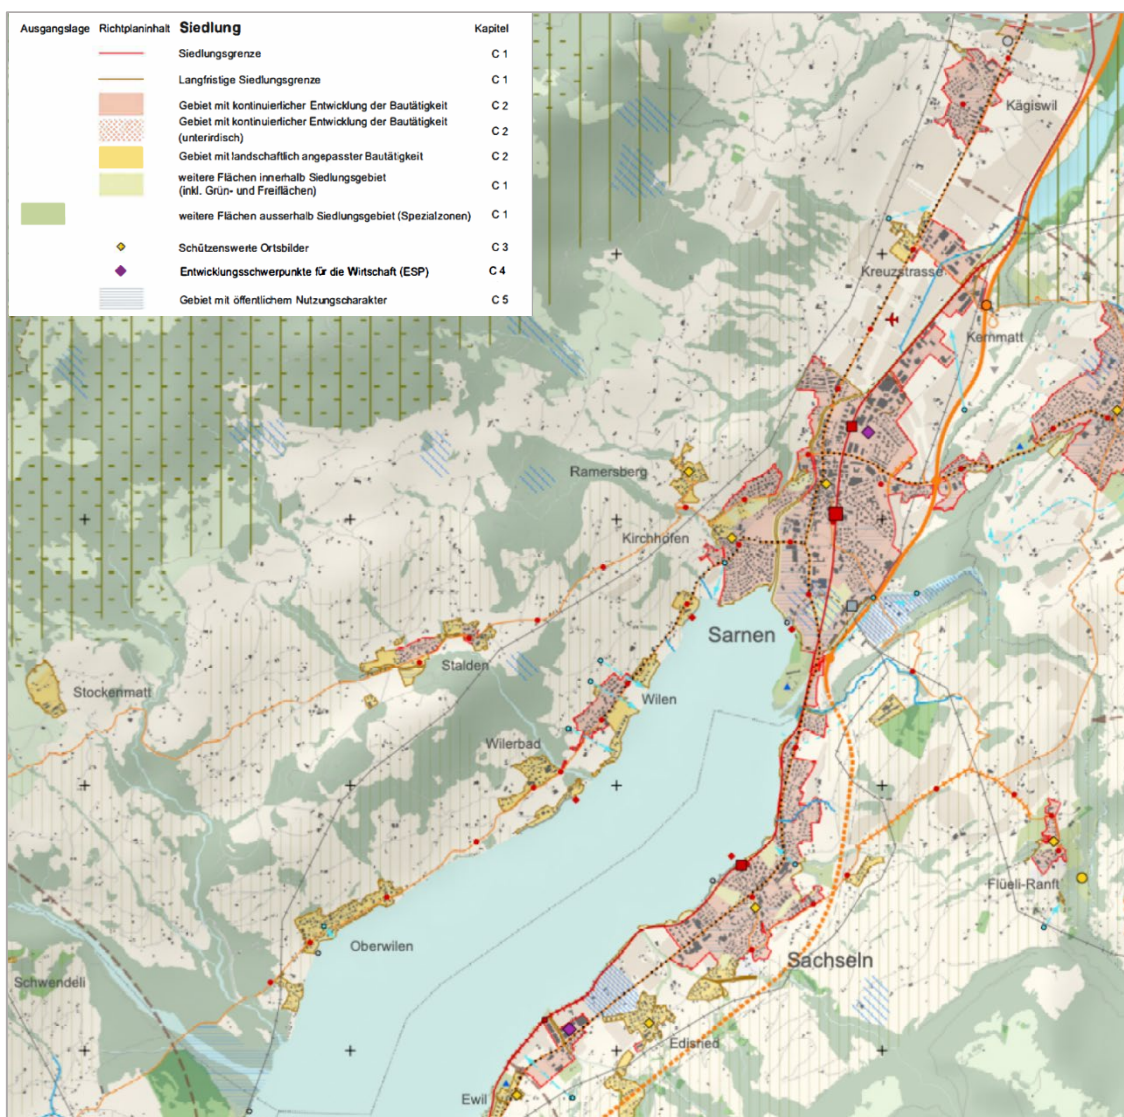 Ausgangslage Richtplaninhalt Siedlung Kapitel
Siedlungsgrenze C 1
Langfristige Siedlungsgrenze C 1
Gebiet mit kontinuierlicher Entwicklung der Bautätigkeit C 2
Gebiet mit kontinuierlicher Entwicklung der Bautätigkeit
(unterirdisch) C 2
Gebiet mit landschaftlich angepasster Bautätigkeit C 2
weitere Flächen innerhalb Siedlungsgebiet
(inkl. Grün- und Freiflächen) C 1
weitere Flächen ausserhalb Siedlungsgebiet (Spezialzonen) C 1
Schützenswerte Ortsbilder C 3
Entwicklungsschwerpunkte für die Wirtschaft (ESP) C 4
Gebiet mit öffentlichem Nutzungscharakter C 5
Kägiswil
Kreuzstrasse
Kernmatt
Ramersberg
Kirchhofen
Sarnen
Stalden
Stockenmatt
Wilen
Wilerbad
Flüeli-Ranft
Oberwilen
Sachseln
Schwendeli
Edisried
Ewil